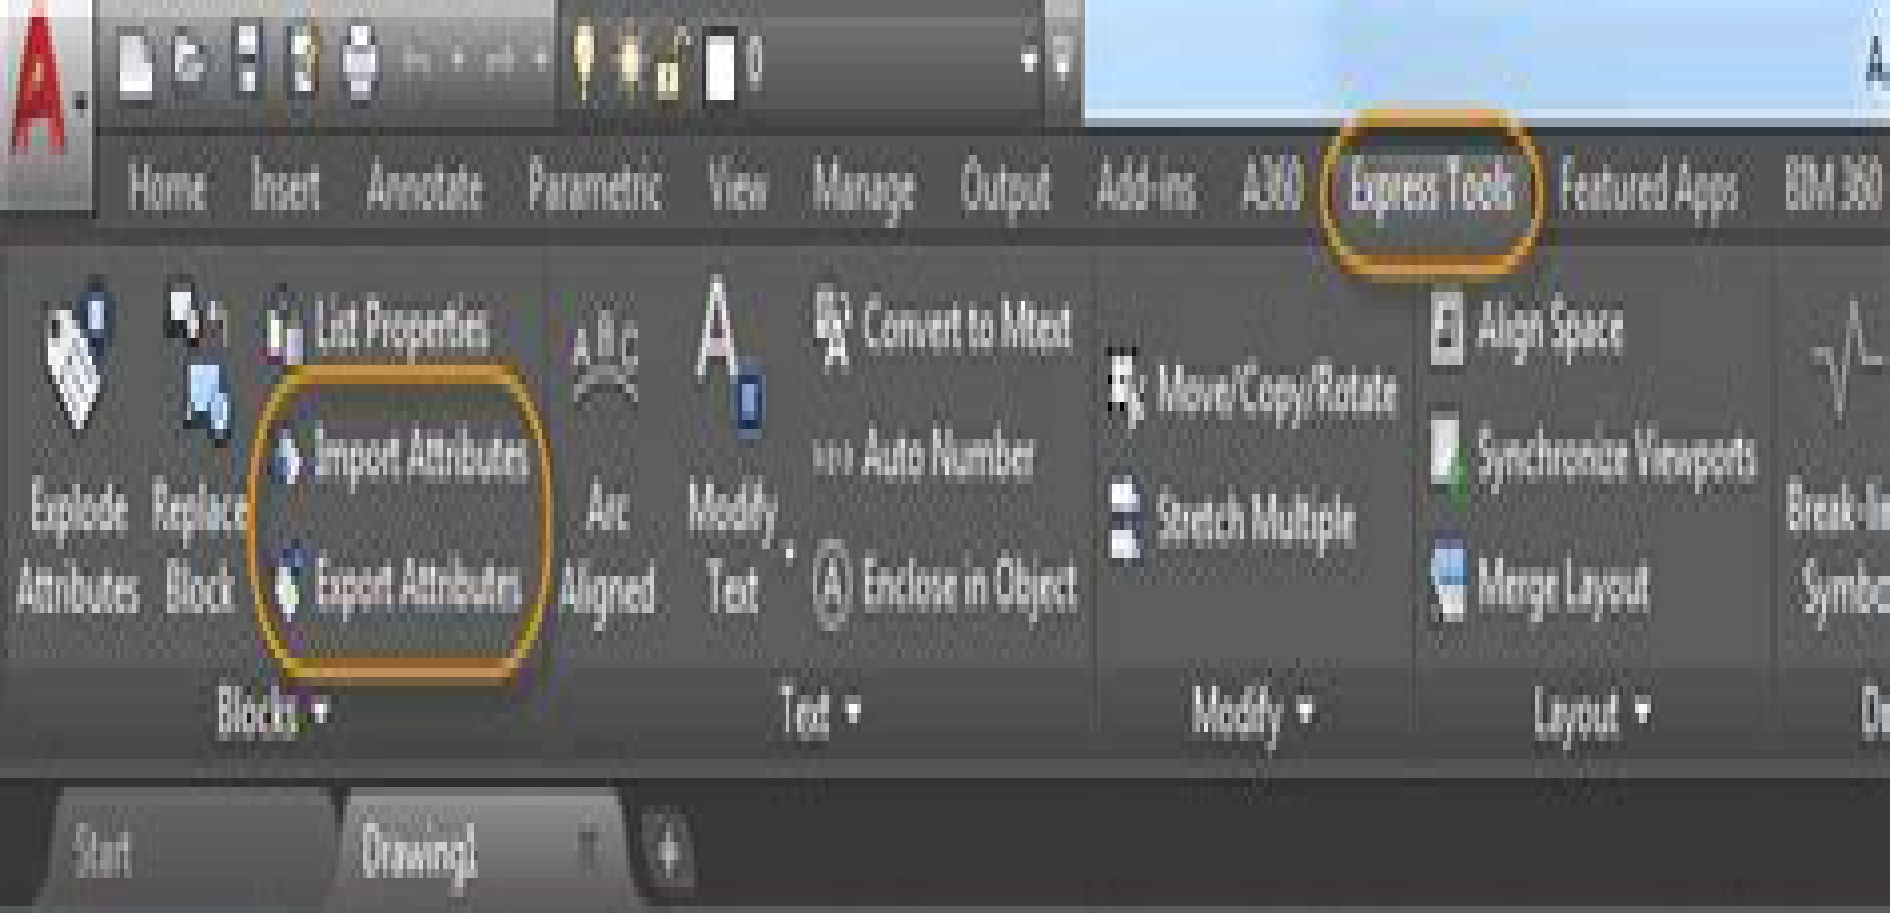 0
Home Insert Annotate Parametric View Manage Output Add-ins A360 Express Tools Featured Apps BIM 360
Explode Attributes
Replace Block
List Properties
Import Attributes
Export Attributes
Blocks
ABC
Arc Aligned
A
Modify Text
Convert to Mtext
Auto Number
Enclose in Object
Text
Move/Copy/Rotate
Stretch Multiple
Modify
Align Space
Synchronize Viewports
Merge Layout
Layout
Start Drawing1 +